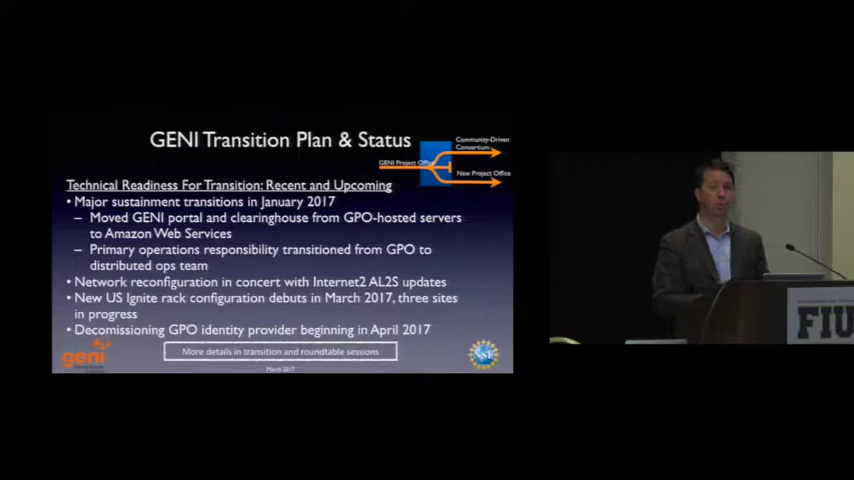 GENI Transition Plan & Status
Community-Driven
Consortium
GENI Project Office
New Project Office
Technical Readiness For Transition: Recent and Upcoming
• Major sustainment transitions in January 2017
– Moved GENI portal and clearinghouse from GPO-hosted servers
to Amazon Web Services
– Primary operations responsibility transitioned from GPO to
distributed ops team
• Network reconfiguration in concert with Internet2 AL2S updates
• New US Ignite rack configuration debuts in March 2017, three sites
in progress
• Decomissioning GPO identity provider beginning in April 2017
More details in transition and roundtable sessions
geni
NSF
March 2017
FIU